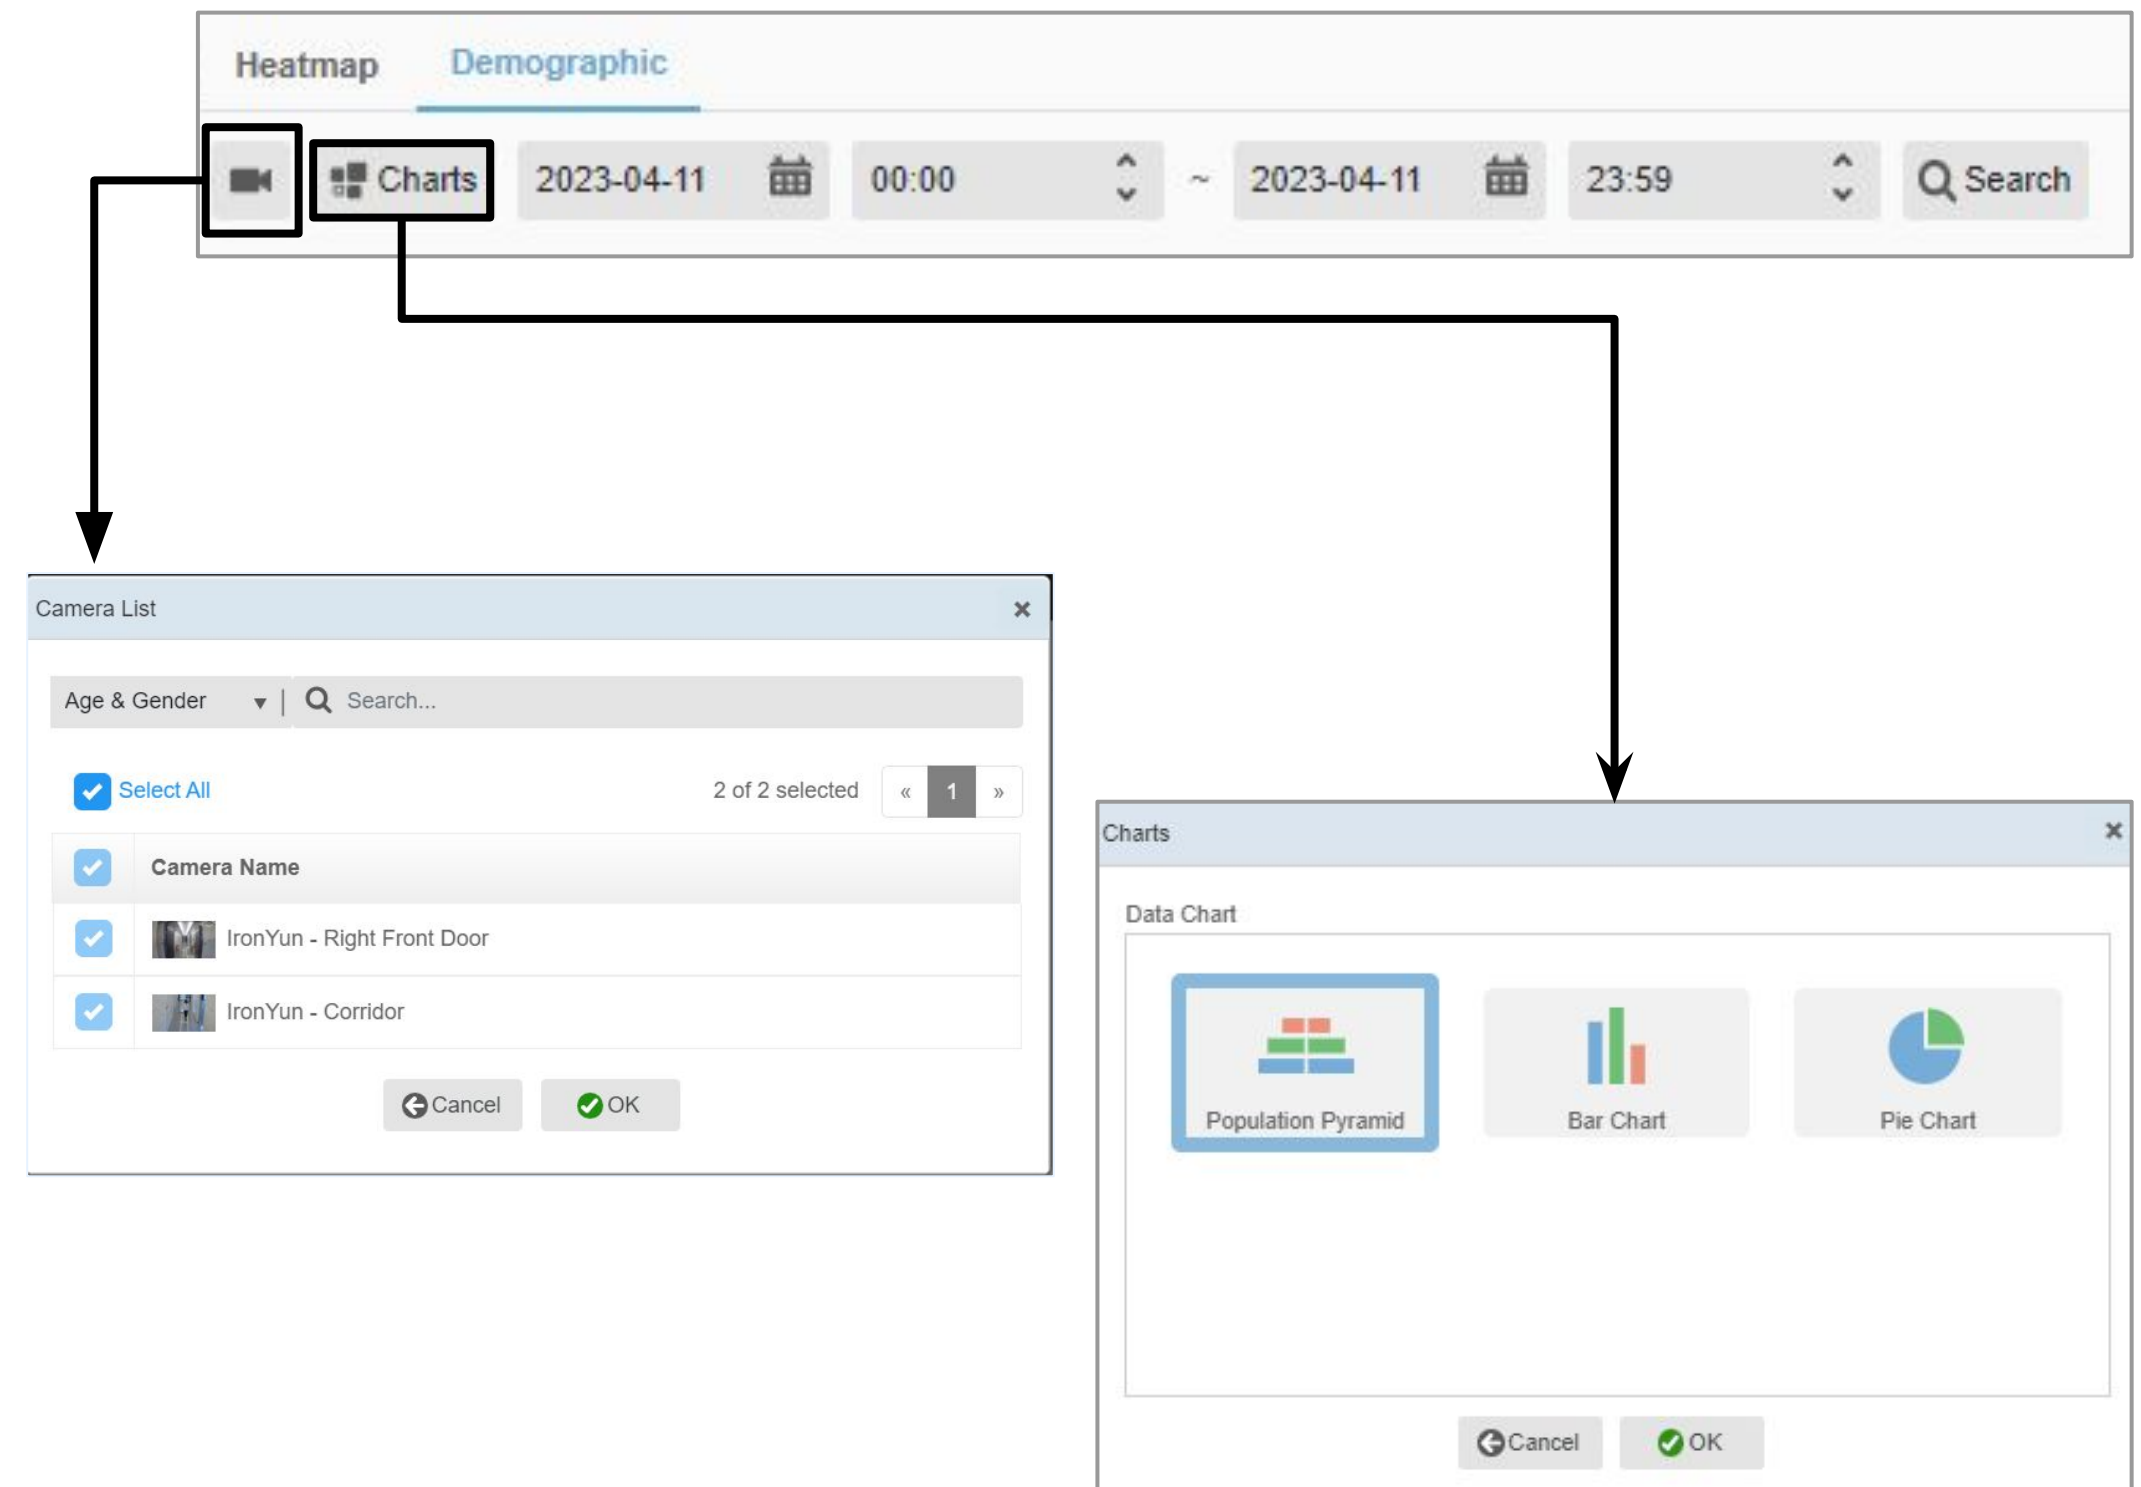 Heatmap Demographic
Charts 2023-04-11 00:00 ~ 2023-04-11 23:59 Search
Camera List
Age & Gender | Search...
Select All 2 of 2 selected « 1 »
Camera Name
IronYun - Right Front Door
IronYun - Corridor
Cancel OK
Charts
Data Chart
Population Pyramid Bar Chart Pie Chart
Cancel OK